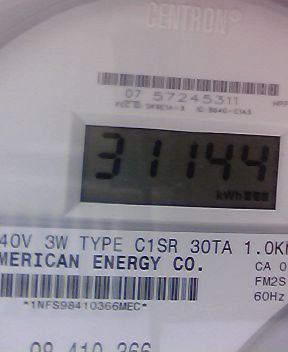 CENTRON®
07 57245311
31144
kWh
40V 3W TYPE C1SR 30TA 1.0K
MERICAN ENERGY CO.
CA 0
FM2S
60Hz
*1NFS98410366MEC*
98 410 366